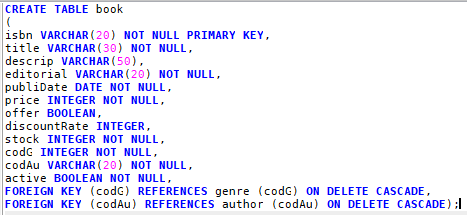 CREATE TABLE book
(
isbn VARCHAR(20) NOT NULL PRIMARY KEY,
title VARCHAR(30) NOT NULL,
descrip VARCHAR(50),
editorial VARCHAR(20) NOT NULL,
publiDate DATE NOT NULL,
price INTEGER NOT NULL,
offer BOOLEAN,
discountRate INTEGER,
stock INTEGER NOT NULL,
codG INTEGER NOT NULL,
codAu VARCHAR(20) NOT NULL,
active BOOLEAN NOT NULL,
FOREIGN KEY (codG) REFERENCES genre (codG) ON DELETE CASCADE,
FOREIGN KEY (codAu) REFERENCES author (codAu) ON DELETE CASCADE);